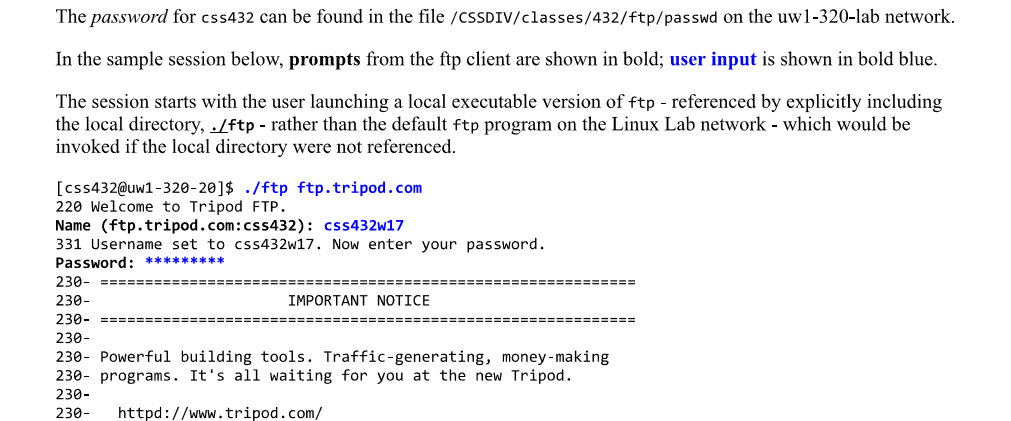 The password for css432 can be found in the file /CSSDIV/classes/432/ftp/passwd on the uw1-320-lab network.
In the sample session below, prompts from the ftp client are shown in bold; user input is shown in bold blue.
The session starts with the user launching a local executable version of ftp - referenced by explicitly including
the local directory, ./ftp - rather than the default ftp program on the Linux Lab network - which would be
invoked if the local directory were not referenced.
[css432@uw1-320-20]$ ./ftp ftp.tripod.com
220 Welcome to Tripod FTP.
Name (ftp.tripod.com:css432): css432w17
331 Username set to css432w17. Now enter your password.
Password: *********
230- ============================================================
230-                      IMPORTANT NOTICE
230- ============================================================
230-
230- Powerful building tools. Traffic-generating, money-making
230- programs. It's all waiting for you at the new Tripod.
230-
230-   httpd://www.tripod.com/